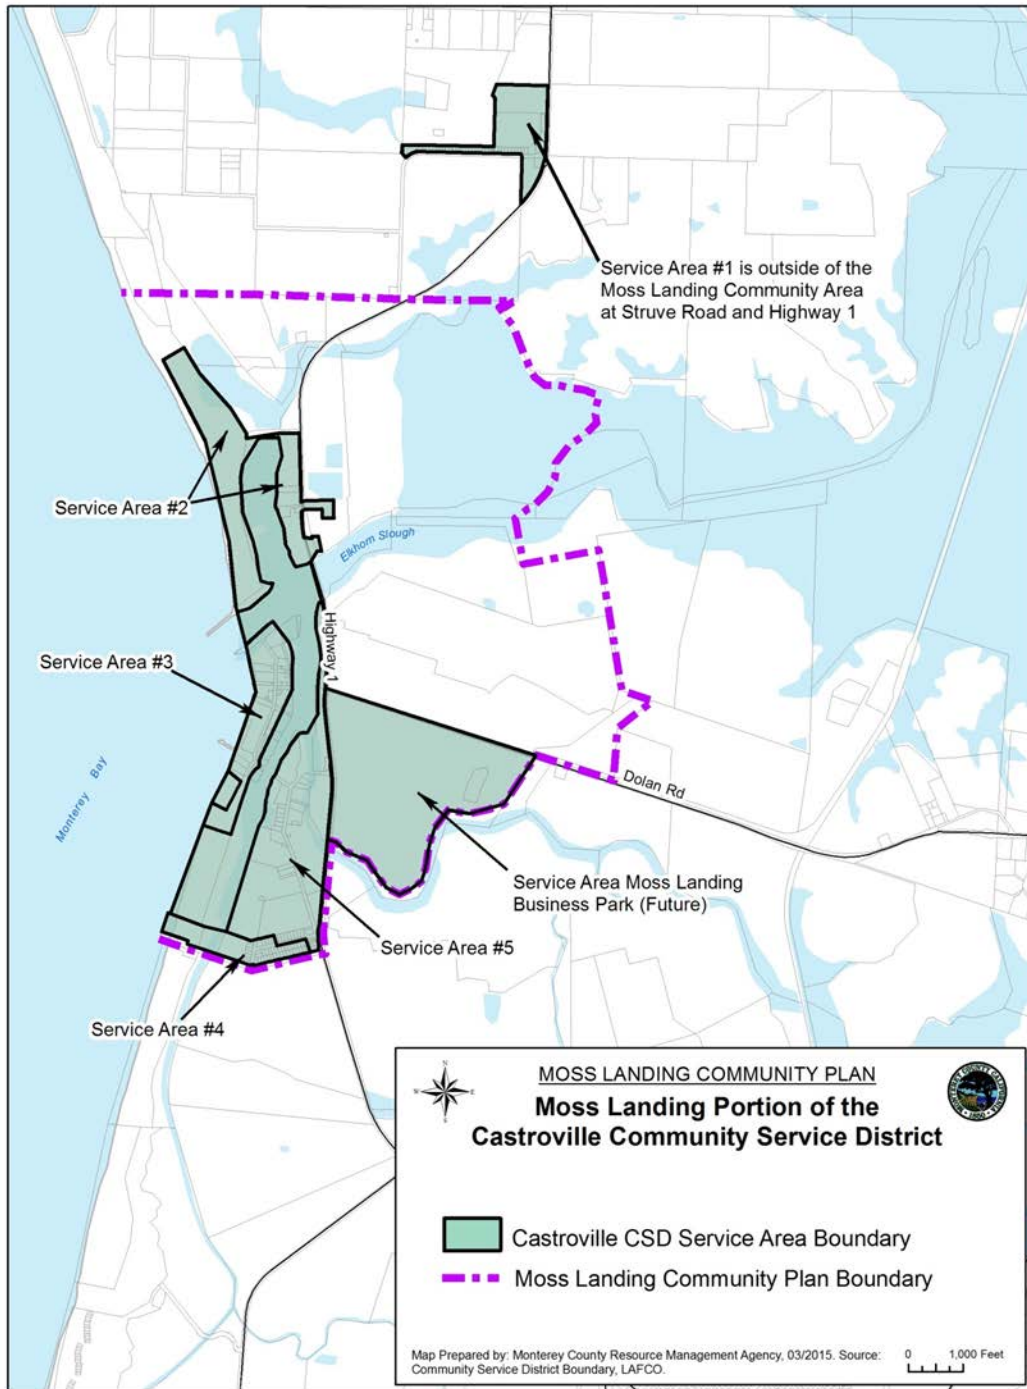 Service Area #1 is outside of the
Moss Landing Community Area
at Struve Road and Highway 1
Service Area #2
Elkhorn Slough
Highway 1
Service Area #3
Monterey Bay
Dolan Rd
Service Area Moss Landing
Business Park (Future)
Service Area #5
Service Area #4
N
W
E
S
MOSS LANDING COMMUNITY PLAN
Moss Landing Portion of the
Castroville Community Service District
Castroville CSD Service Area Boundary
Moss Landing Community Plan Boundary
Map Prepared by: Monterey County Resource Management Agency, 03/2015. Source:
Community Service District Boundary, LAFCO.
0 1,000 Feet